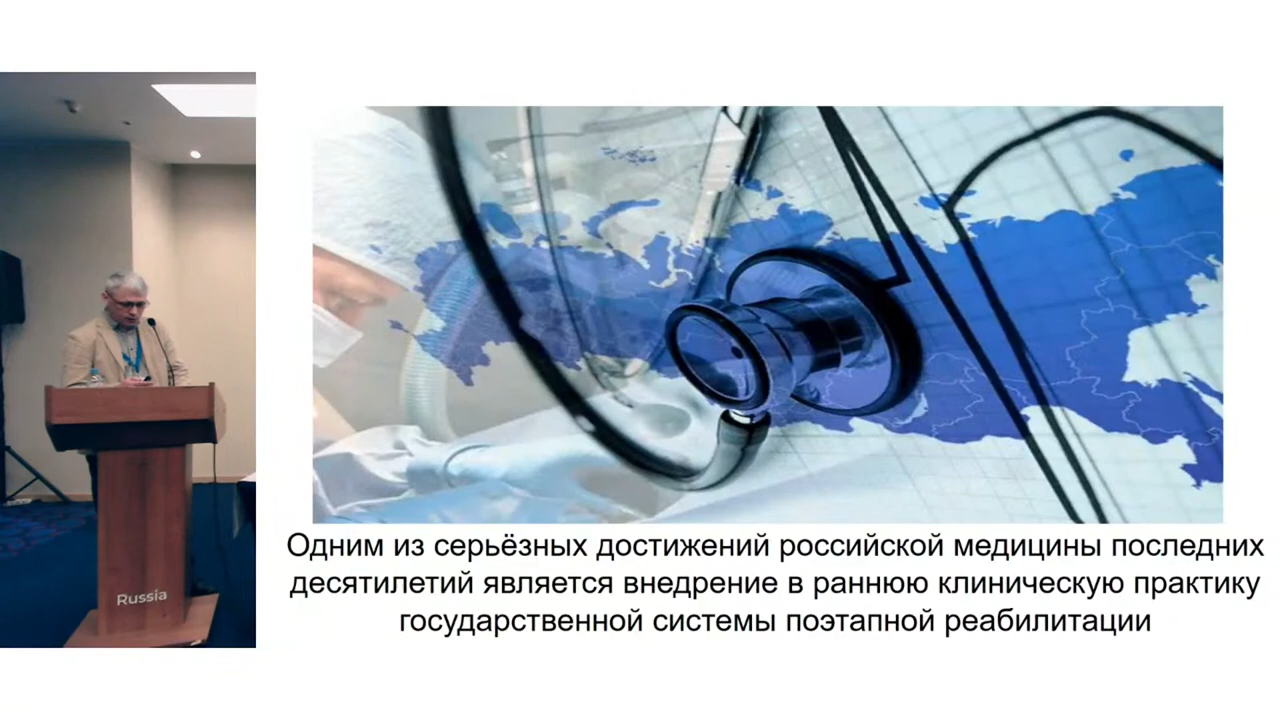 Russia
Одним из серьёзных достижений российской медицины последних
десятилетий является внедрение в раннюю клиническую практику
государственной системы поэтапной реабилитации